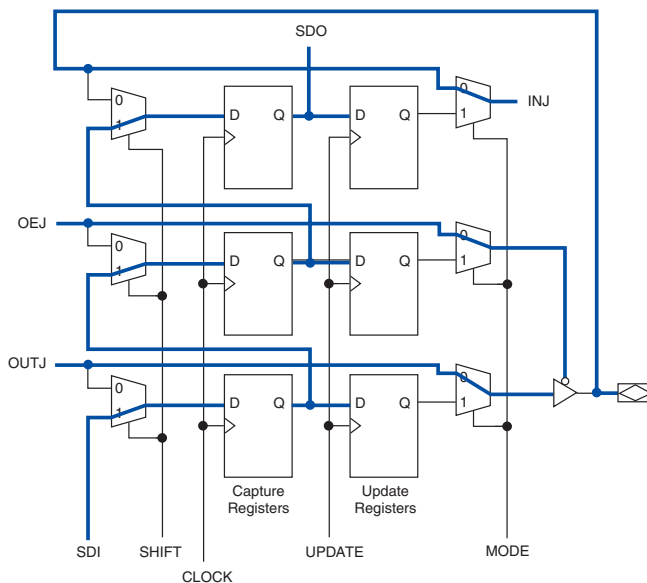 SDO
0
1
D Q
D Q
0
1
INJ
OEJ
0
1
D Q
D Q
0
1
OUTJ
0
1
D Q
D Q
0
1
Capture
Registers
Update
Registers
SDI
SHIFT
CLOCK
UPDATE
MODE